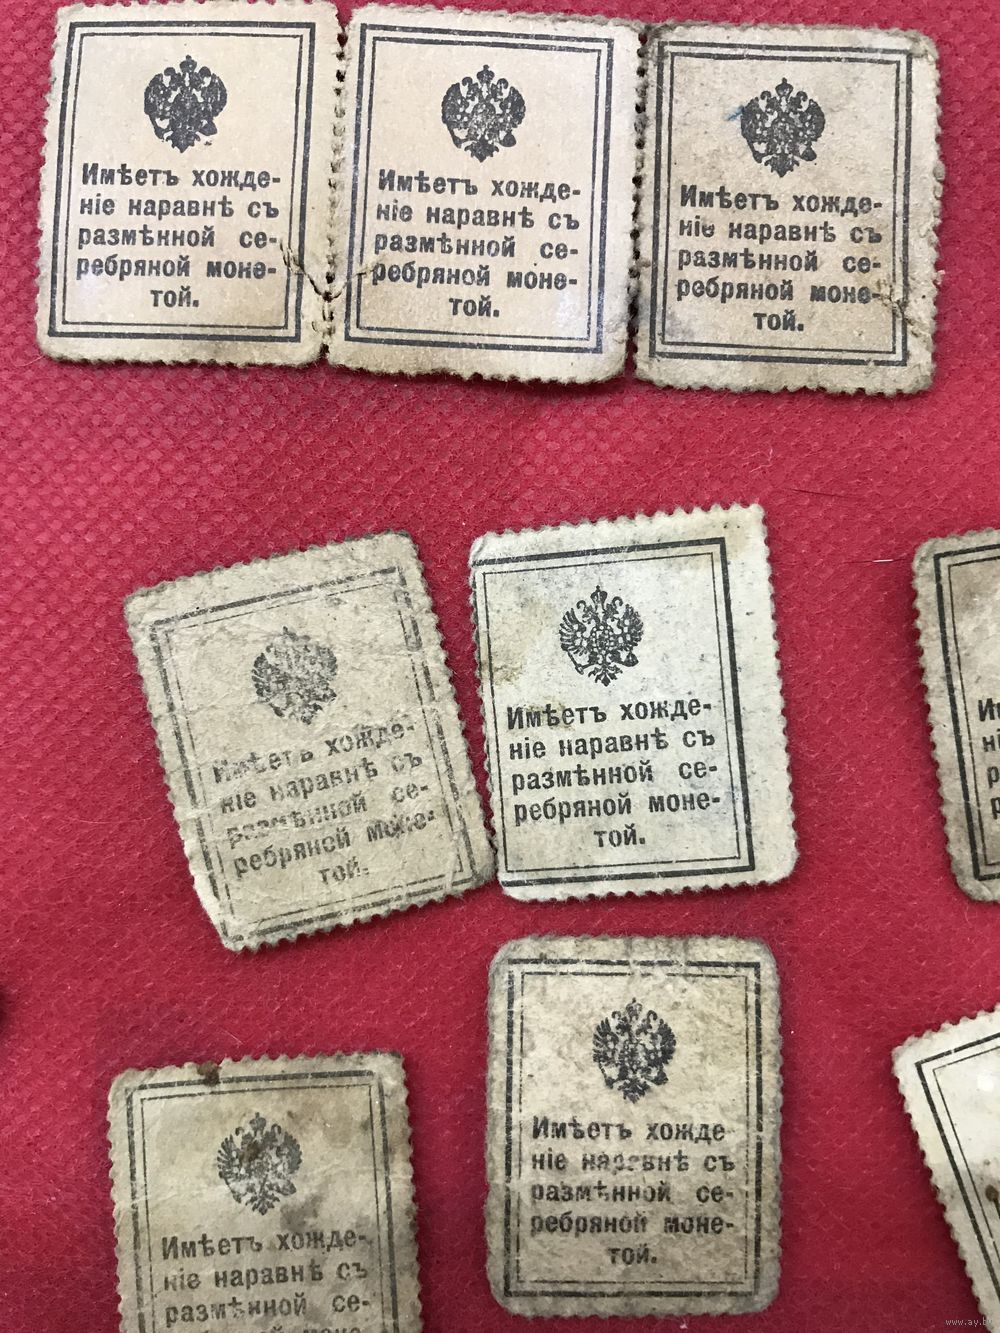 Имѣетъ хожде-
ніе наравнѣ съ
размѣнной се-
ребряной моне-
той.
Имѣетъ хожде-
ніе наравнѣ съ
размѣнной се-
ребряной моне-
той.
Имѣетъ хожде-
ніе наравнѣ съ
размѣнной се-
ребряной моне-
той.
Имѣетъ хожде-
ніе наравнѣ съ
размѣнной се-
ребряной моне-
той.
Имѣетъ хожде-
ніе наравнѣ съ
размѣнной се-
ребряной моне-
той.
Имѣетъ хожде-
ніе наравнѣ съ
размѣнной се-
Имѣетъ хожде
ніе наравнѣ съ
размѣнной се-
ребряной моне-
той.